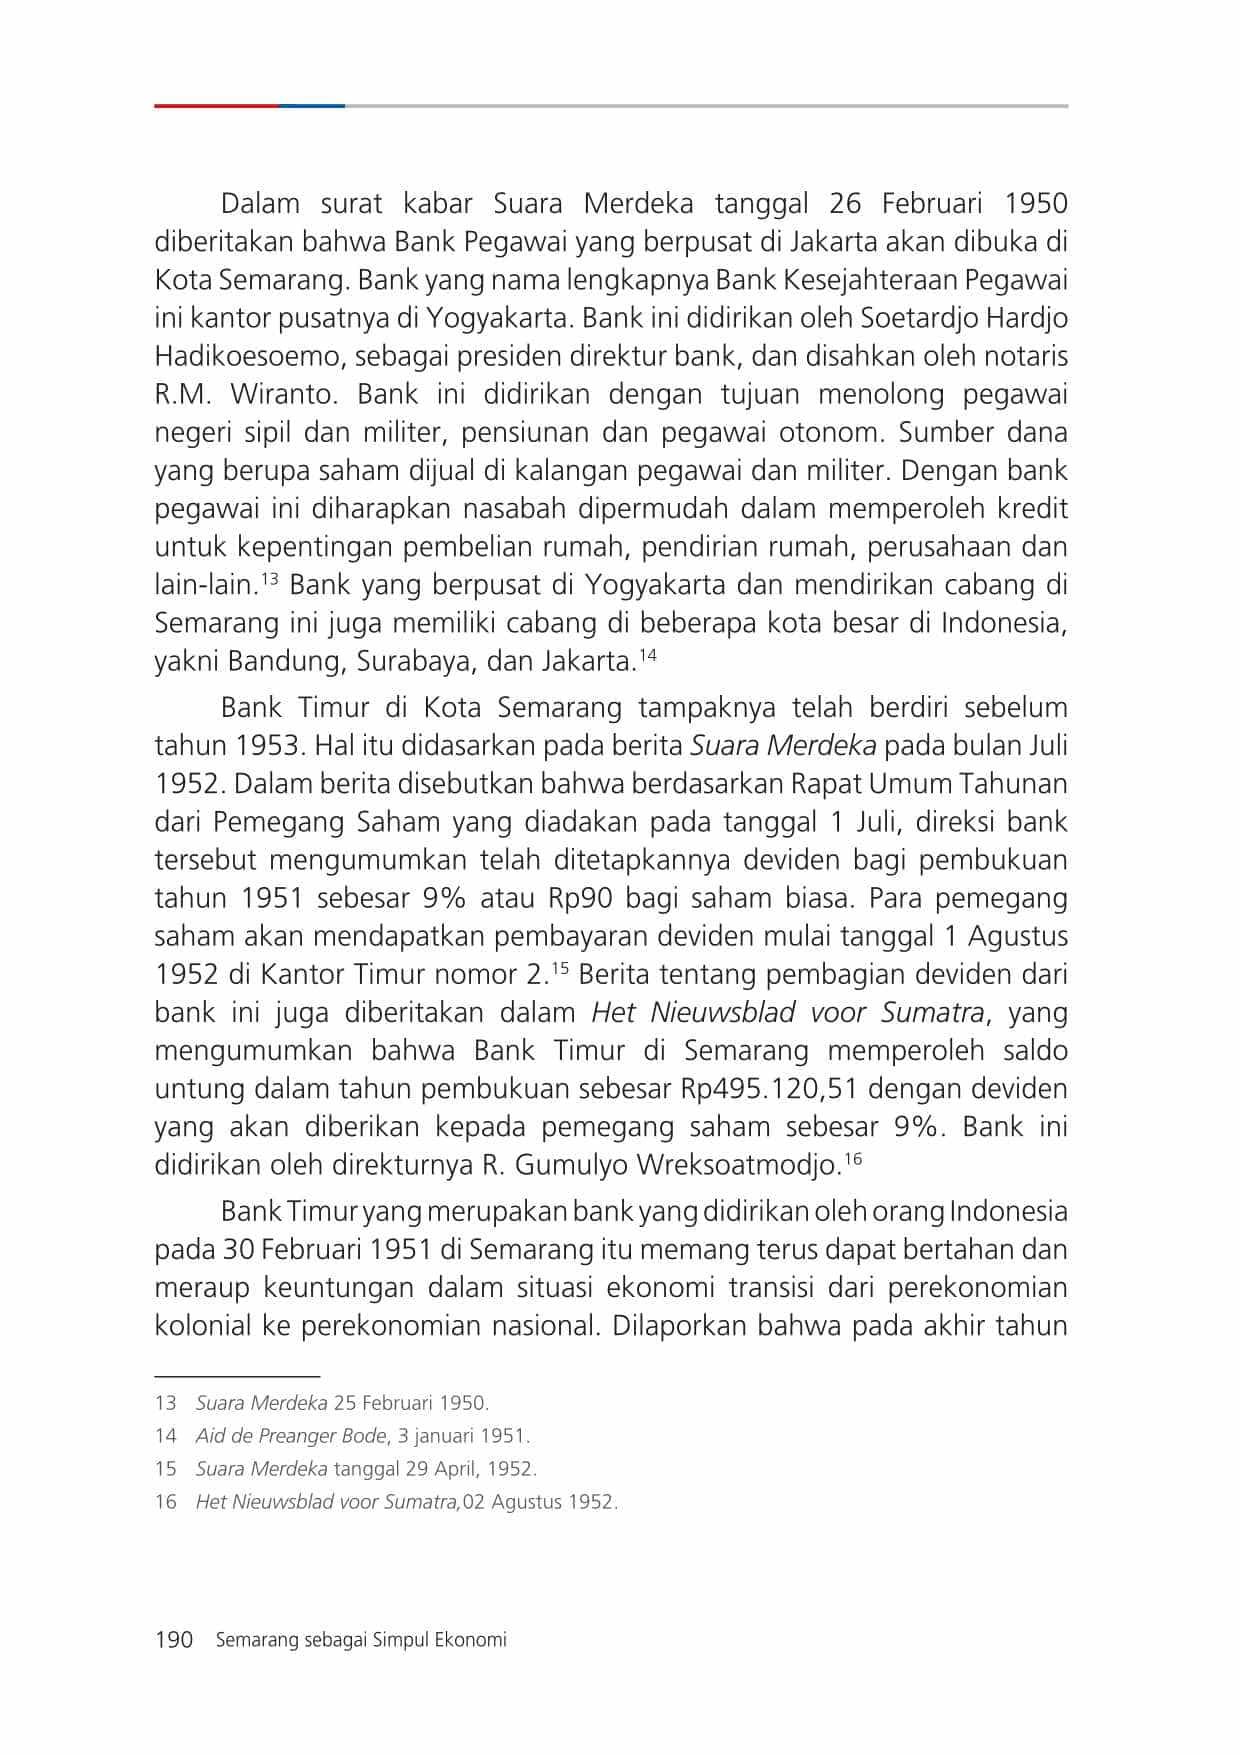 Dalam surat kabar Suara Merdeka tanggal 26 Februari 1950
diberitakan bahwa Bank Pegawai yang berpusat di Jakarta akan dibuka di
Kota Semarang. Bank yang nama lengkapnya Bank Kesejahteraan Pegawai
ini kantor pusatnya di Yogyakarta. Bank ini didirikan oleh Soetardjo Hardjo
Hadikoesoemo, sebagai presiden direktur bank, dan disahkan oleh notaris
R.M. Wiranto. Bank ini didirikan dengan tujuan menolong pegawai
negeri sipil dan militer, pensiunan dan pegawai otonom. Sumber dana
yang berupa saham dijual di kalangan pegawai dan militer. Dengan bank
pegawai ini diharapkan nasabah dipermudah dalam memperoleh kredit
untuk kepentingan pembelian rumah, pendirian rumah, perusahaan dan
lain-lain.13 Bank yang berpusat di Yogyakarta dan mendirikan cabang di
Semarang ini juga memiliki cabang di beberapa kota besar di Indonesia,
yakni Bandung, Surabaya, dan Jakarta.14
Bank Timur di Kota Semarang tampaknya telah berdiri sebelum
tahun 1953. Hal itu didasarkan pada berita Suara Merdeka pada bulan Juli
1952. Dalam berita disebutkan bahwa berdasarkan Rapat Umum Tahunan
dari Pemegang Saham yang diadakan pada tanggal 1 Juli, direksi bank
tersebut mengumumkan telah ditetapkannya deviden bagi pembukuan
tahun 1951 sebesar 9% atau Rp90 bagi saham biasa. Para pemegang
saham akan mendapatkan pembayaran deviden mulai tanggal 1 Agustus
1952 di Kantor Timur nomor 2.15 Berita tentang pembagian deviden dari
bank ini juga diberitakan dalam Het Nieuwsblad voor Sumatra, yang
mengumumkan bahwa Bank Timur di Semarang memperoleh saldo
untung dalam tahun pembukuan sebesar Rp495.120,51 dengan deviden
yang akan diberikan kepada pemegang saham sebesar 9%. Bank ini
didirikan oleh direkturnya R. Gumulyo Wreksoatmodjo.16
Bank Timur yang merupakan bank yang didirikan oleh orang Indonesia
pada 30 Februari 1951 di Semarang itu memang terus dapat bertahan dan
meraup keuntungan dalam situasi ekonomi transisi dari perekonomian
kolonial ke perekonomian nasional. Dilaporkan bahwa pada akhir tahun
13 Suara Merdeka 25 Februari 1950.
14 Aid de Preanger Bode, 3 januari 1951.
15 Suara Merdeka tanggal 29 April, 1952.
16 Het Nieuwsblad voor Sumatra,02 Agustus 1952.
190 Semarang sebagai Simpul Ekonomi